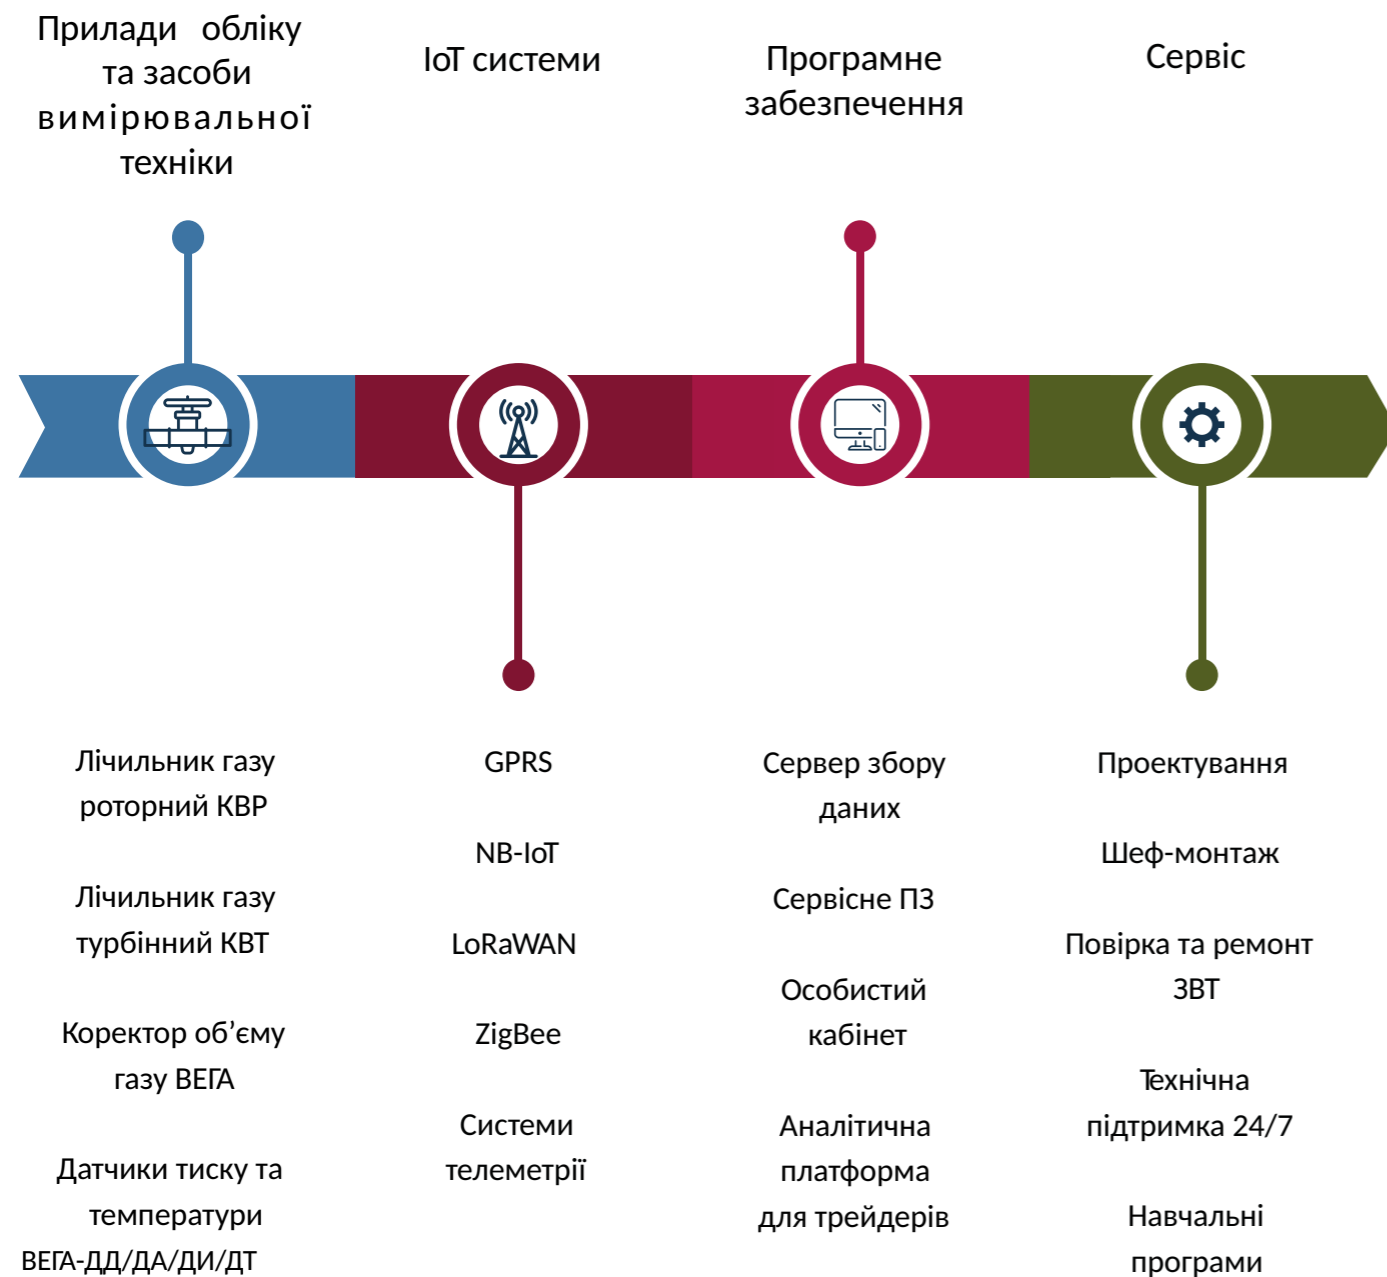 Прилади обліку
та засоби
вимірювальної
техніки
IoT системи
Програмне
забезпечення
Сервіс
Лічильник газу
роторний КВР
Лічильник газу
турбінний КВТ
Коректор об’єму
газу ВЕГА
Датчики тиску та
температури
ВЕГА-ДД/ДА/ДИ/ДТ
GPRS
NB-IoT
LoRaWAN
ZigBee
Системи
телеметрії
Сервер збору
даних
Сервісне ПЗ
Особистий
кабінет
Аналітична
платформа
для трейдерів
Проектування
Шеф-монтаж
Повірка та ремонт
ЗВТ
Технічна
підтримка 24/7
Навчальні
програми